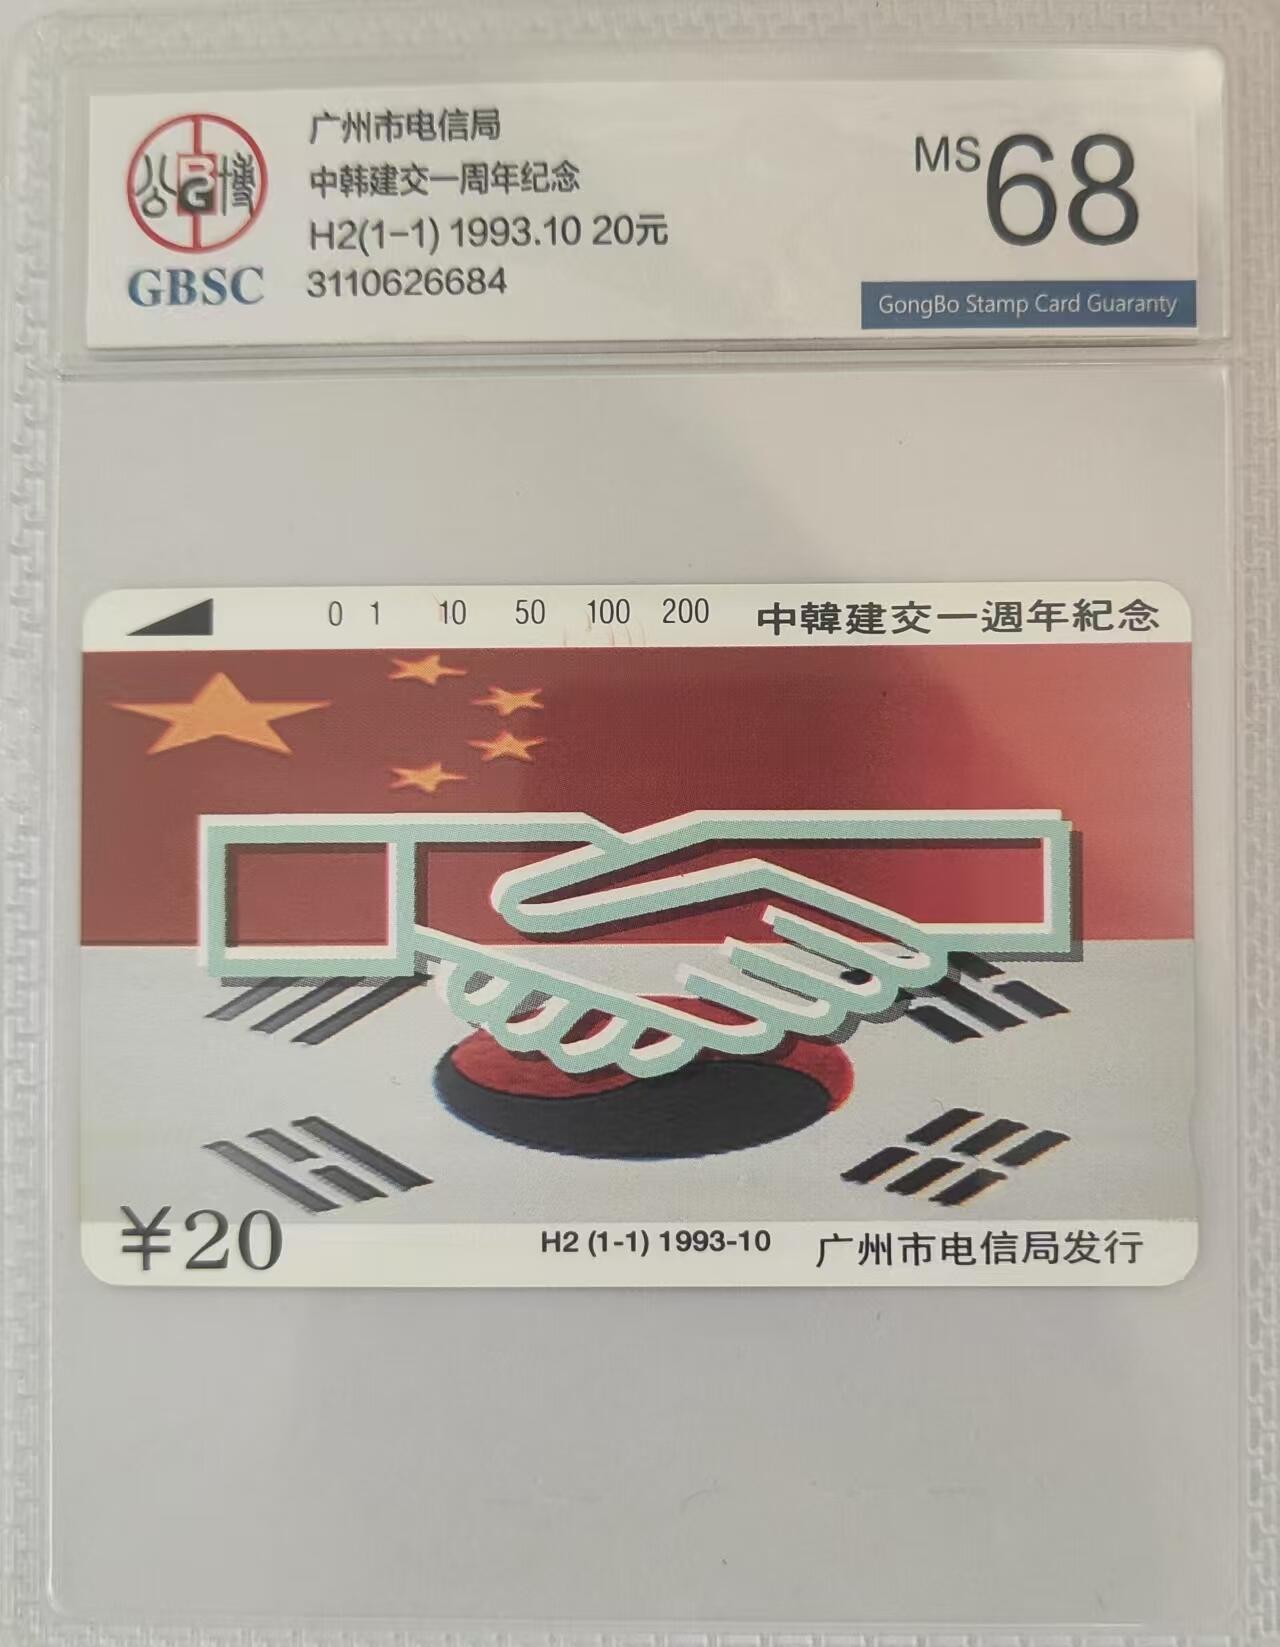 公博
BG
GBSC
广州市电信局
中韩建交一周年纪念
H2(1-1) 1993.10 20元
3110626684
MS 68
GongBo Stamp Card Guaranty
0 1 10 50 100 200 中韓建交一週年紀念
¥20 H2 (1-1) 1993-10 广州市电信局发行